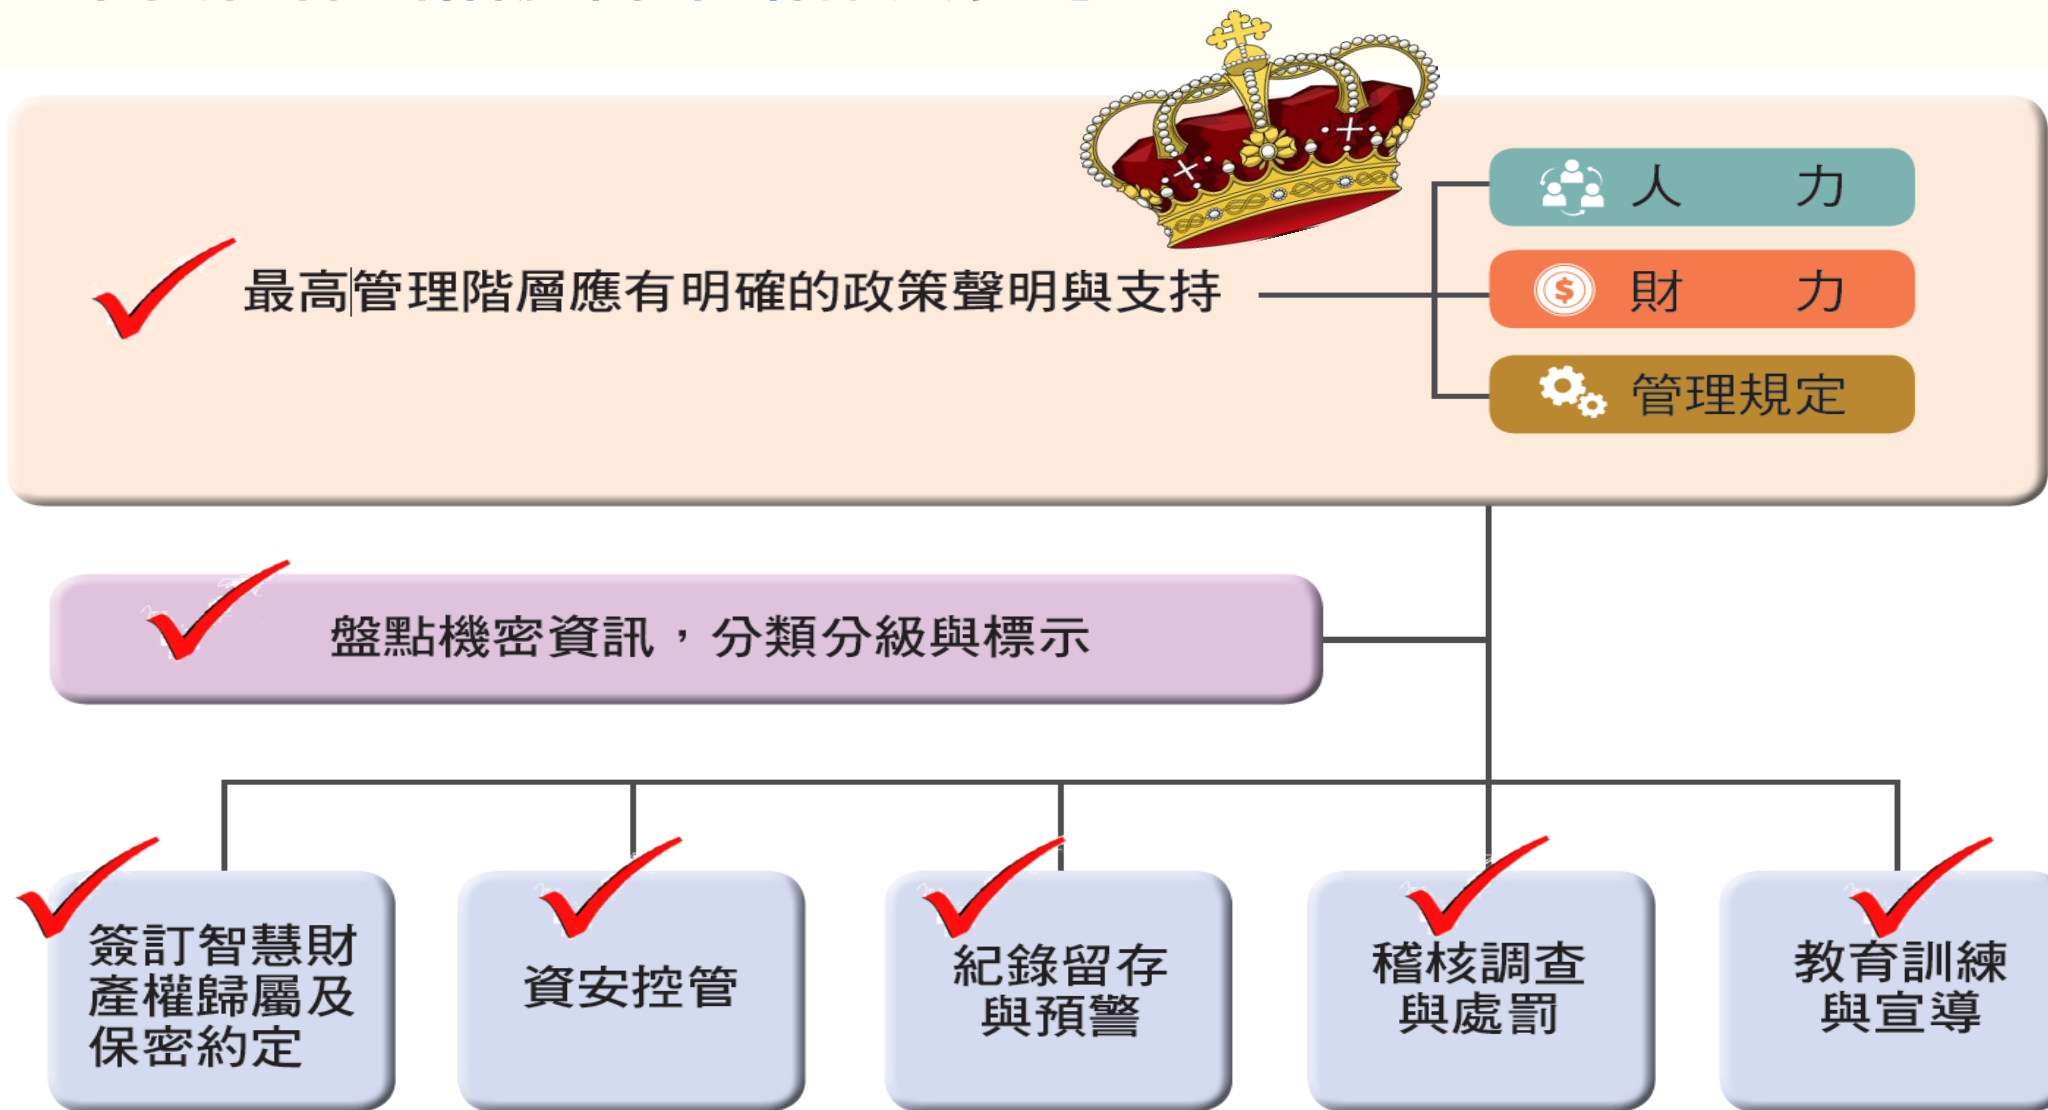 人 力
最高管理階層應有明確的政策聲明與支持
財 力
管理規定
盤點機密資訊，分類分級與標示
簽訂智慧財
產權歸屬及
保密約定
資安控管
紀錄留存
與預警
稽核調查
與處罰
教育訓練
與宣導